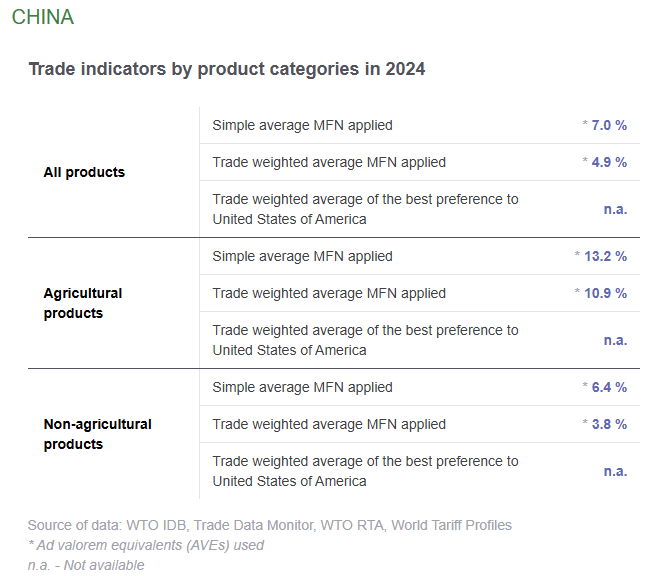 CHINA
Trade indicators by product categories in 2024
All products
Simple average MFN applied * 7.0 %
Trade weighted average MFN applied * 4.9 %
Trade weighted average of the best preference to
United States of America n.a.
Agricultural
products
Simple average MFN applied * 13.2 %
Trade weighted average MFN applied * 10.9 %
Trade weighted average of the best preference to
United States of America n.a.
Non-agricultural
products
Simple average MFN applied * 6.4 %
Trade weighted average MFN applied * 3.8 %
Trade weighted average of the best preference to
United States of America n.a.
Source of data: WTO IDB, Trade Data Monitor, WTO RTA, World Tariff Profiles
* Ad valorem equivalents (AVEs) used
n.a. - Not available